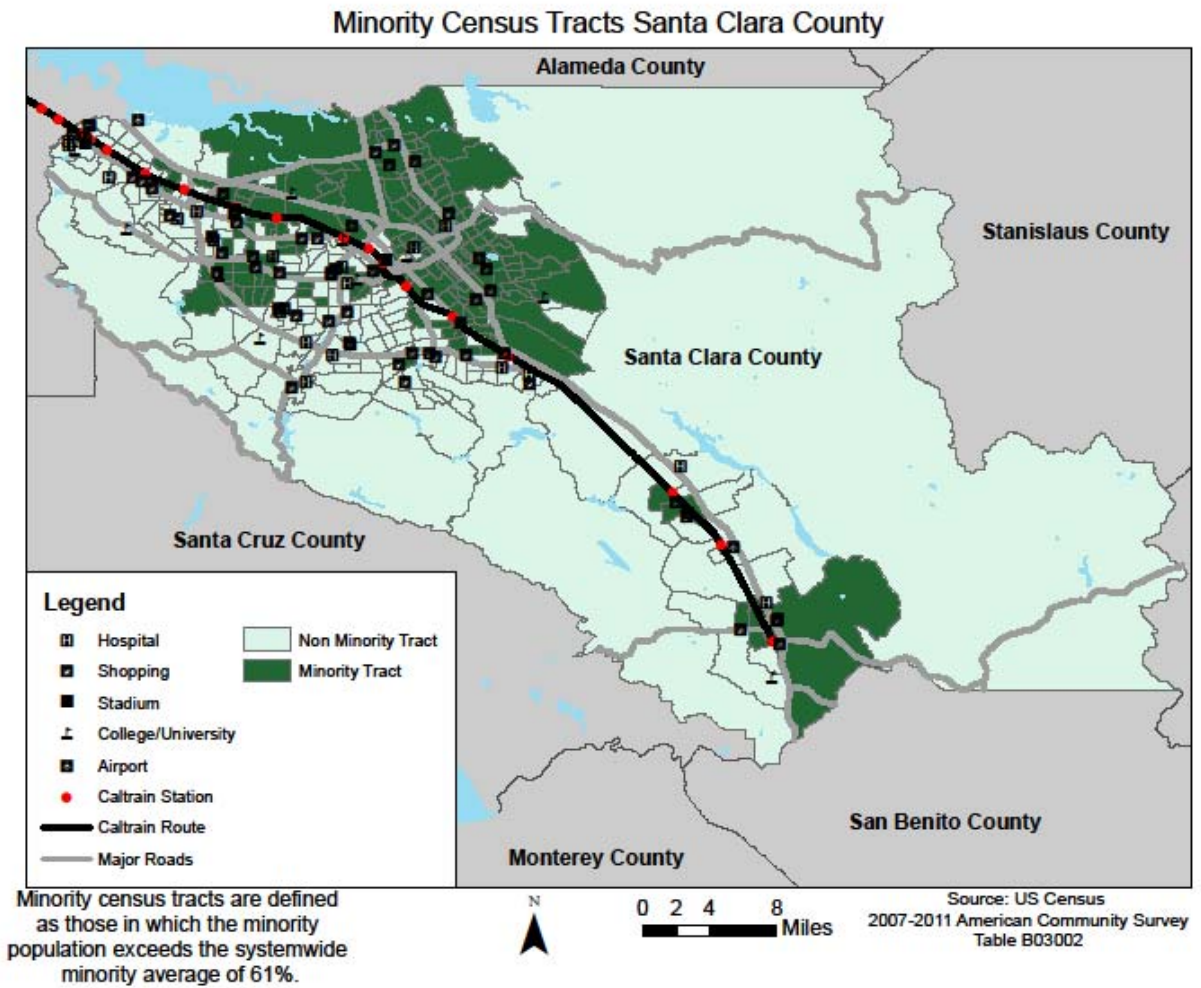 Minority Census Tracts Santa Clara County
Alameda County
Stanislaus County
Santa Clara County
Santa Cruz County
Legend
Hospital
Shopping
Stadium
College/University
Airport
Caltrain Station
Caltrain Route
Major Roads
Non Minority Tract
Minority Tract
San Benito County
Monterey County
Minority census tracts are defined
as those in which the minority
population exceeds the systemwide
minority average of 61%.
N
0 2 4 8
Miles
Source: US Census
2007-2011 American Community Survey
Table B03002